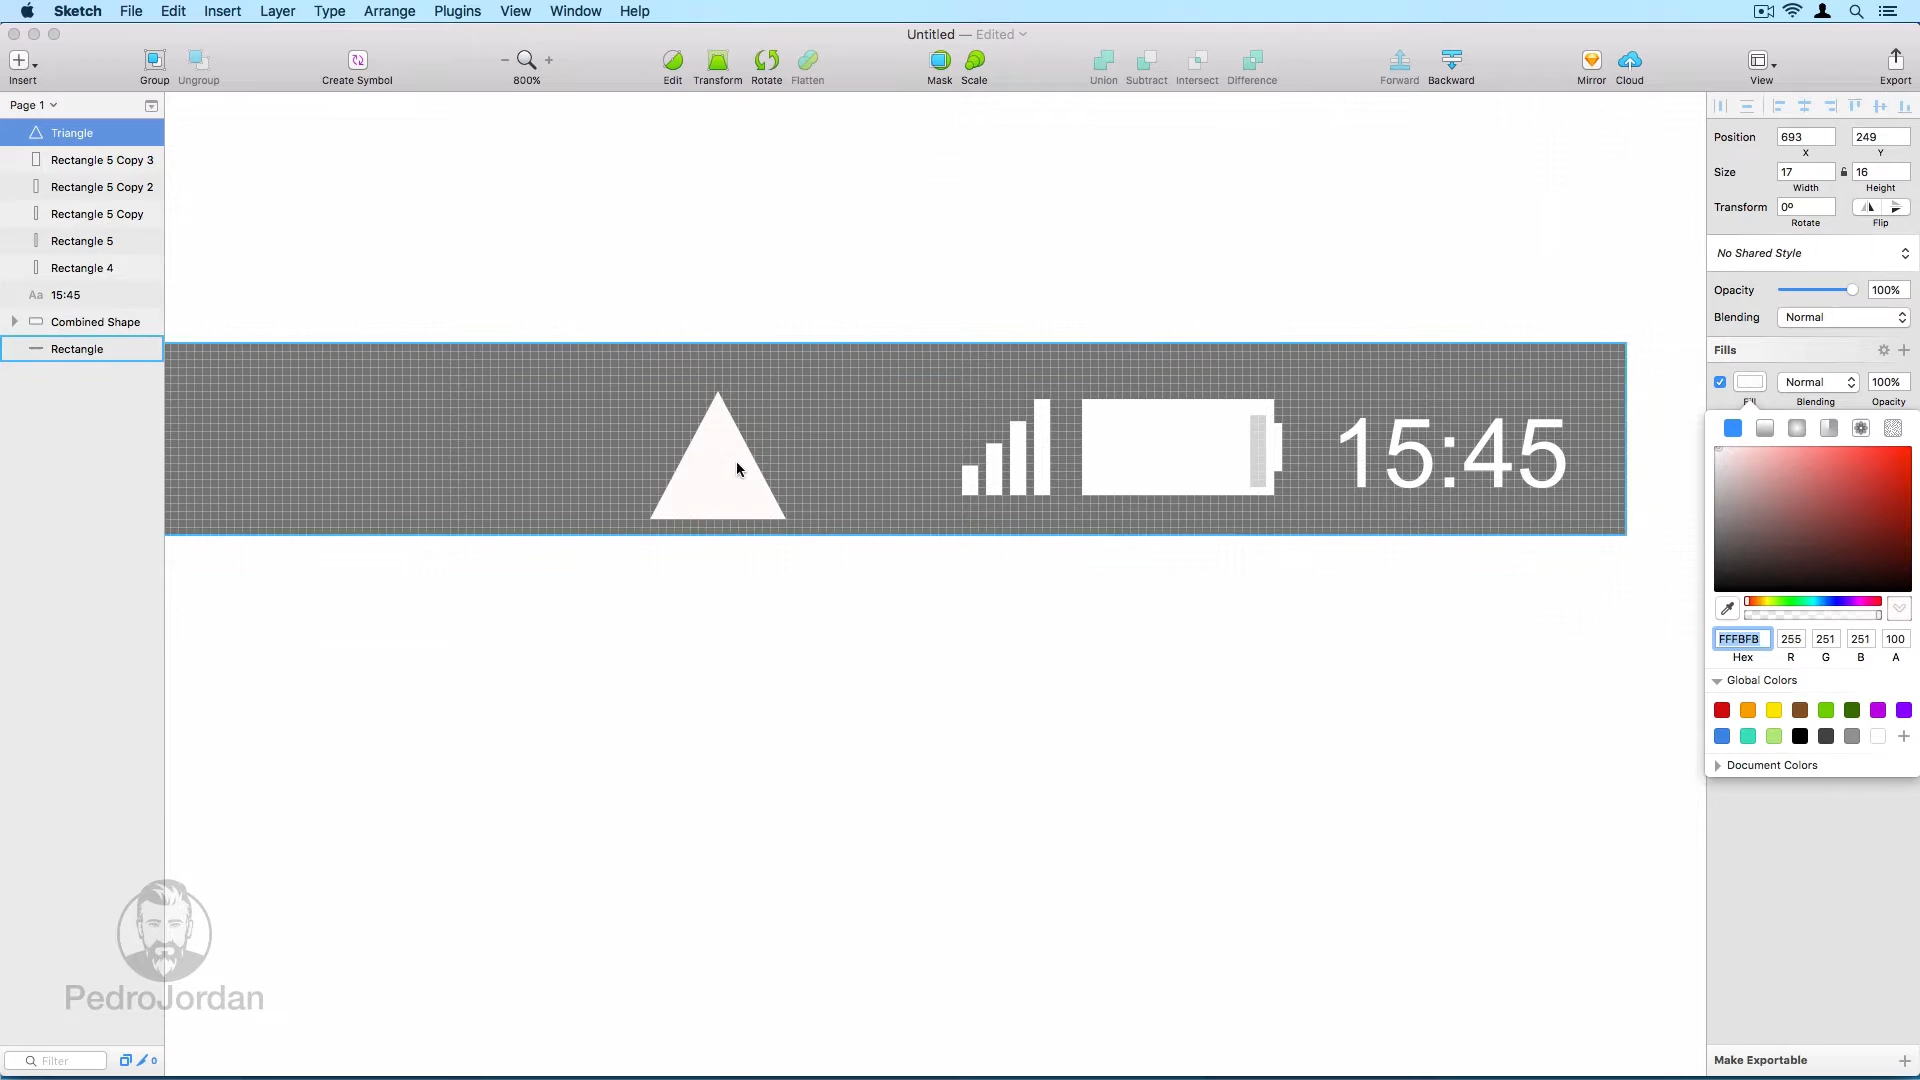 Sketch File Edit Insert Layer Type Arrange Plugins View Window Help
Untitled — Edited
Insert Group Ungroup Create Symbol 800% Edit Transform Rotate Flatten Mask Scale Union Subtract Intersect Difference Forward Backward Mirror Cloud View Export
Page 1
Triangle
Rectangle 5 Copy 3
Rectangle 5 Copy 2
Rectangle 5 Copy
Rectangle 5
Rectangle 4
Aa 15:45
Combined Shape
Rectangle
15:45
PedroJordan
Filter 0
Position 693 249
X Y
Size 17 16
Width Height
Transform 0º
Rotate Flip
No Shared Style
Opacity 100%
Blending Normal
Fills
Normal 100%
Fill Blending Opacity
FFFBFB 255 251 251 100
Hex R G B A
Global Colors
Document Colors
Make Exportable